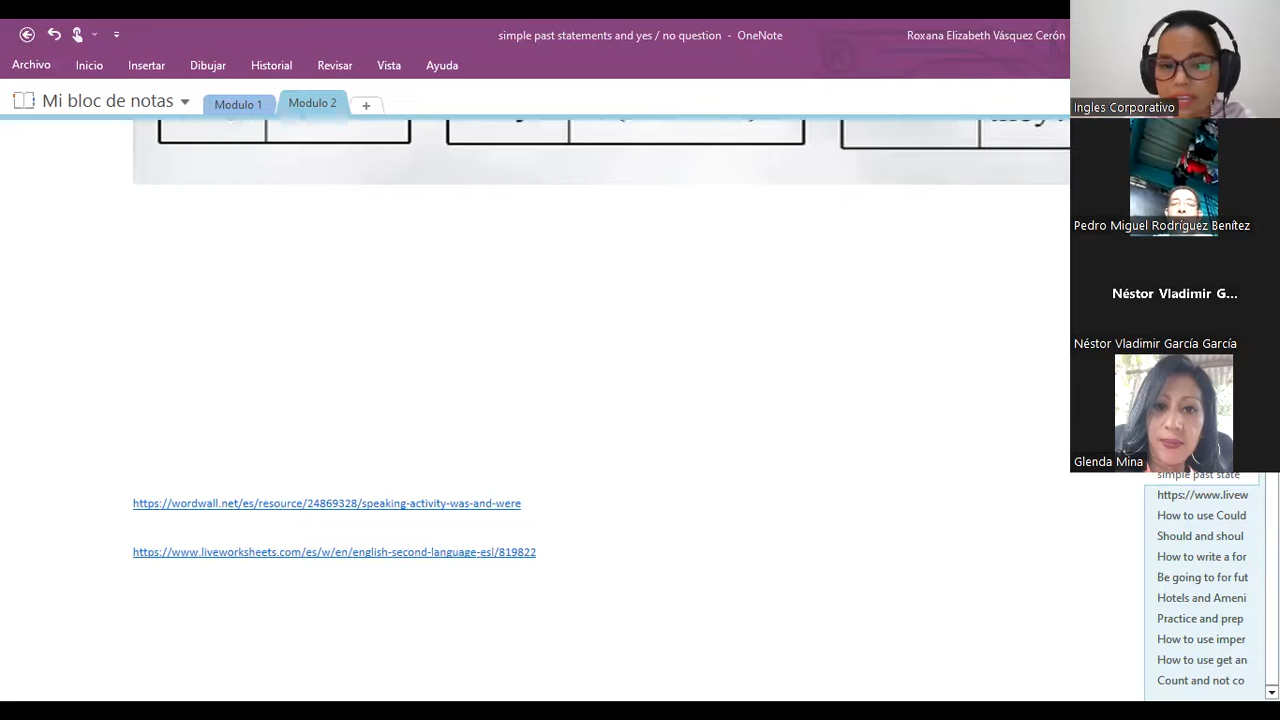 simple past statements and yes / no question - OneNote
Roxana Elizabeth Vásquez Cerón
Archivo Inicio Insertar Dibujar Historial Revisar Vista Ayuda
Mi bloc de notas Modulo 1 Modulo 2
Ingles Corporativo
Pedro Miguel Rodríguez Benítez
Néstor Vladimir G...
Néstor Vladimir García García
Glenda Mina
https://wordwall.net/es/resource/24869328/speaking-activity-was-and-were
https://www.liveworksheets.com/es/w/en/english-second-language-esl/819822
simple past state
https://www.livew
How to use Could
Should and shoul
How to write a for
Be going to for fut
Hotels and Ameni
Practice and prep
How to use imper
How to use get an
Count and not co